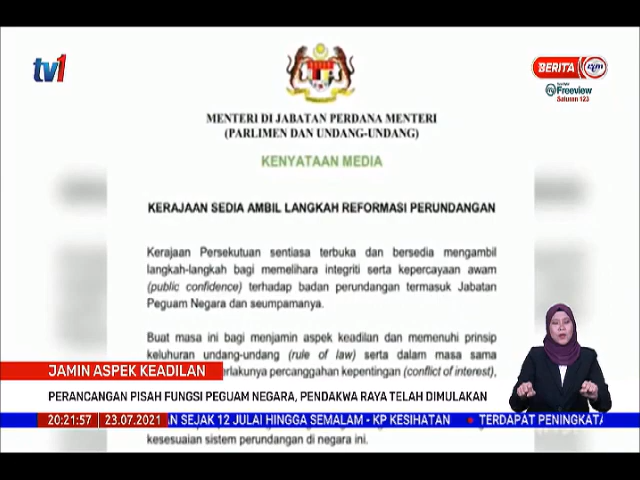 tv1
BERITA rtm
Freeview
Saluran 123
MENTERI DI JABATAN PERDANA MENTERI
(PARLIMEN DAN UNDANG-UNDANG)
KENYATAAN MEDIA
KERAJAAN SEDIA AMBIL LANGKAH REFORMASI PERUNDANGAN
Kerajaan Persekutuan sentiasa terbuka dan bersedia mengambil
langkah-langkah bagi memelihara integriti serta kepercayaan awam
(public confidence) terhadap badan perundangan termasuk Jabatan
Peguam Negara dan seumpamanya.
Buat masa ini bagi menjamin aspek keadilan dan memenuhi prinsip
keluhuran undang-undang (rule of law) serta dalam masa sama
percanggahan kepentingan (conflict of interest),
JAMIN ASPEK KEADILAN
PERANCANGAN PISAH FUNGSI PEGUAM NEGARA, PENDAKWA RAYA TELAH DIMULAKAN
20:21:57 23.07.2021 AN SEJAK 12 JULAI HINGGA SEMALAM - KP KESIHATAN • TERDAPAT PENINGKATA
kesesuaian sistem perundangan di negara ini.